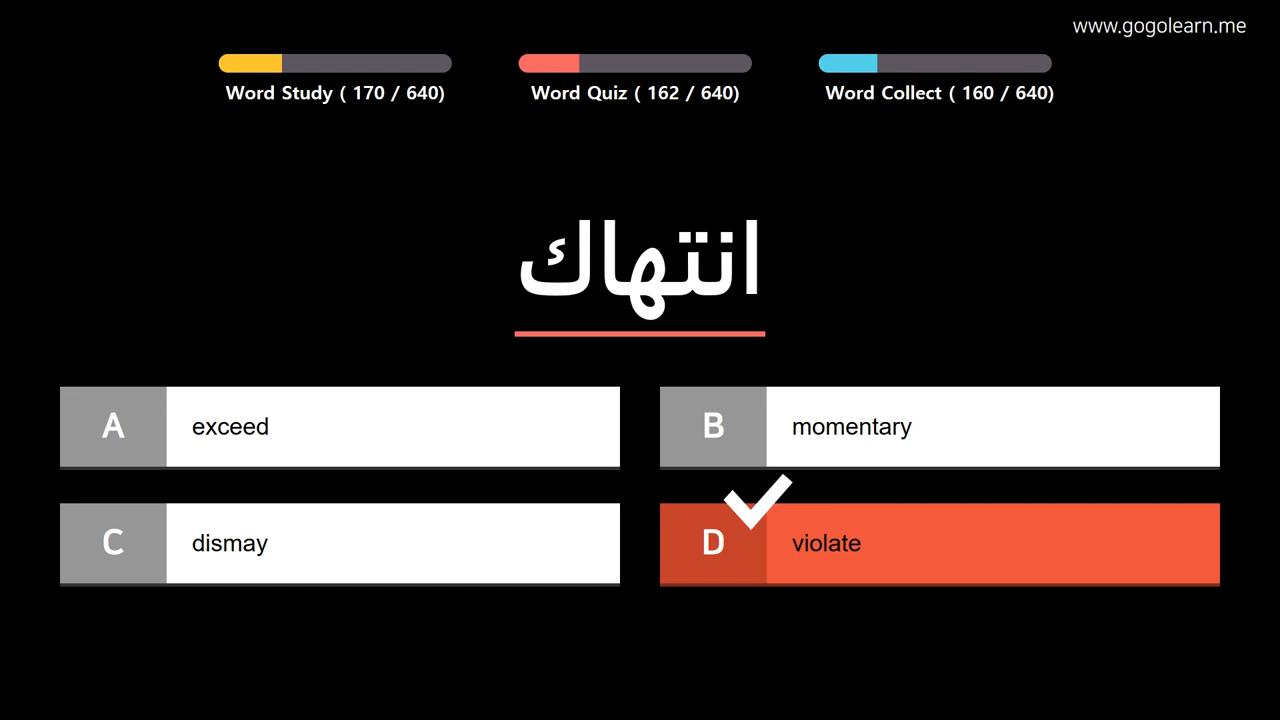 www.gogolearn.me
Word Study ( 170 / 640)
Word Quiz ( 162 / 640)
Word Collect ( 160 / 640)
انتهاك
A exceed
B momentary
C dismay
D violate